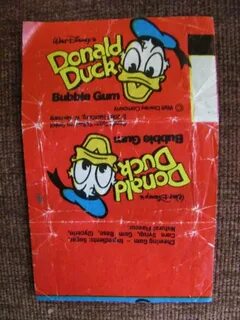 Walt Disney's
Donald
Duck
Bubble Gum
© Walt Disney Company
Bubble Gum
Donald
Duck
Walt Disney's
Chewing Gum - Ingredients: Sugar,
Corn Syrup, Gum Base, Glycerin,
Natural Flavour